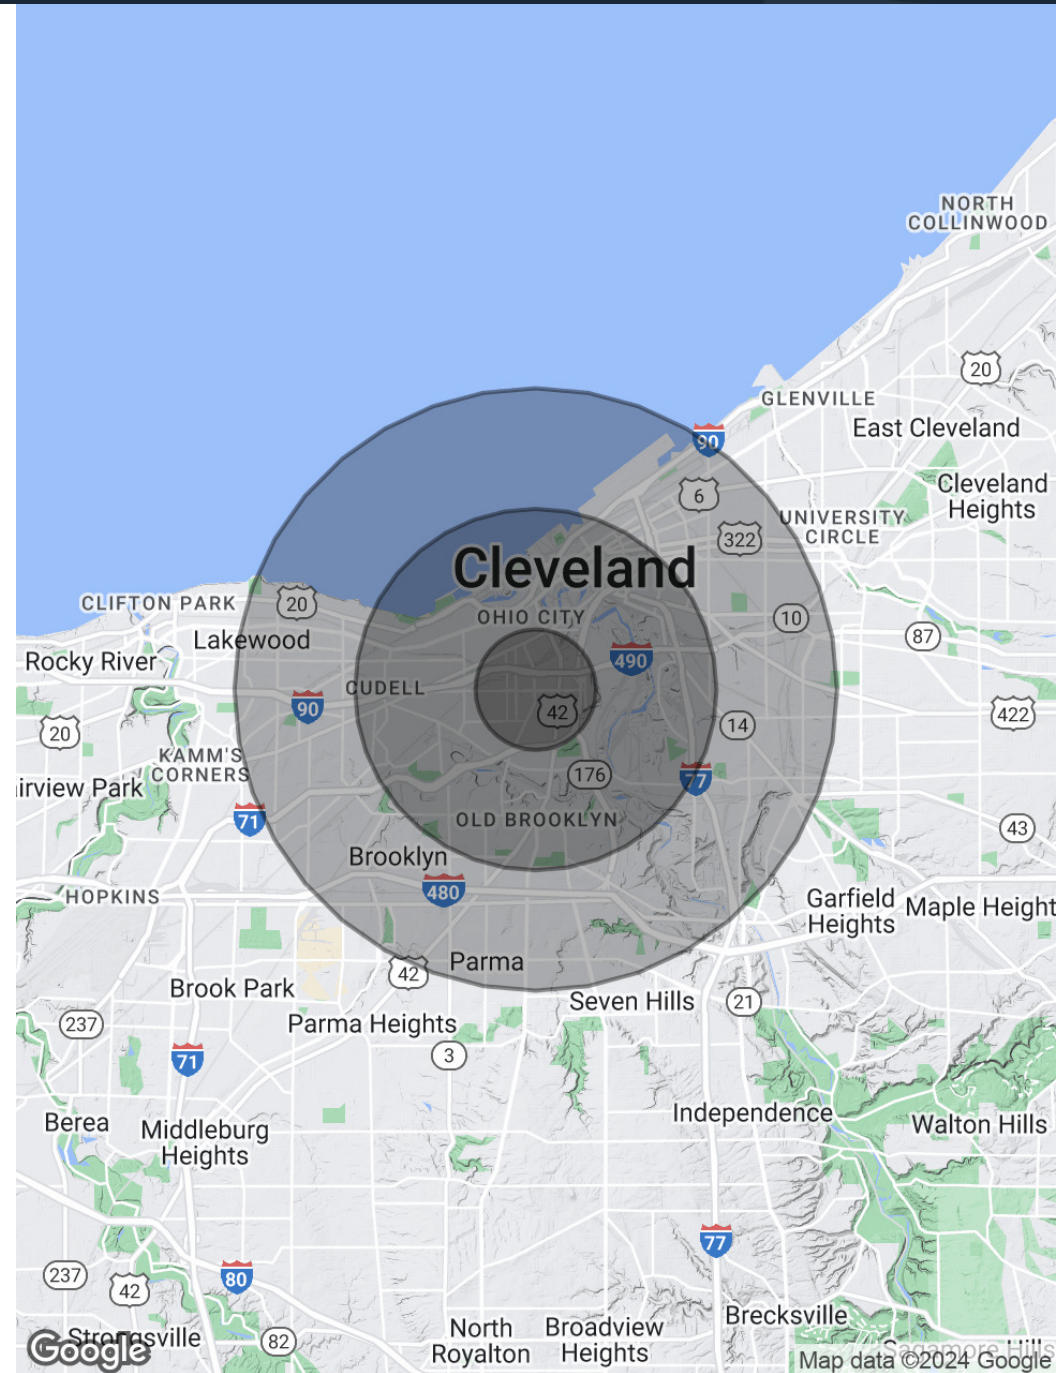 NORTH
COLLINWOOD
20
GLENVILLE
East Cleveland
90
Cleveland
Heights
6
UNIVERSITY
CIRCLE
322
Cleveland
CLIFTON PARK
20
OHIO CITY
10
Lakewood
87
Rocky River
490
CUDELL
90
42
422
20
14
KAMM'S
CORNERS
176
77
irview Park
71
OLD BROOKLYN
43
Brooklyn
480
HOPKINS
Garfield
Heights
Maple Height
Parma
42
Brook Park
Seven Hills
21
237
Parma Heights
3
71
Berea
Middleburg
Heights
Independence
Walton Hills
77
237
80
42
Brecksville
Strongsville
82
North
Royalton
Broadview
Heights
Sagamore Hills
Google
Map data ©2024 Google